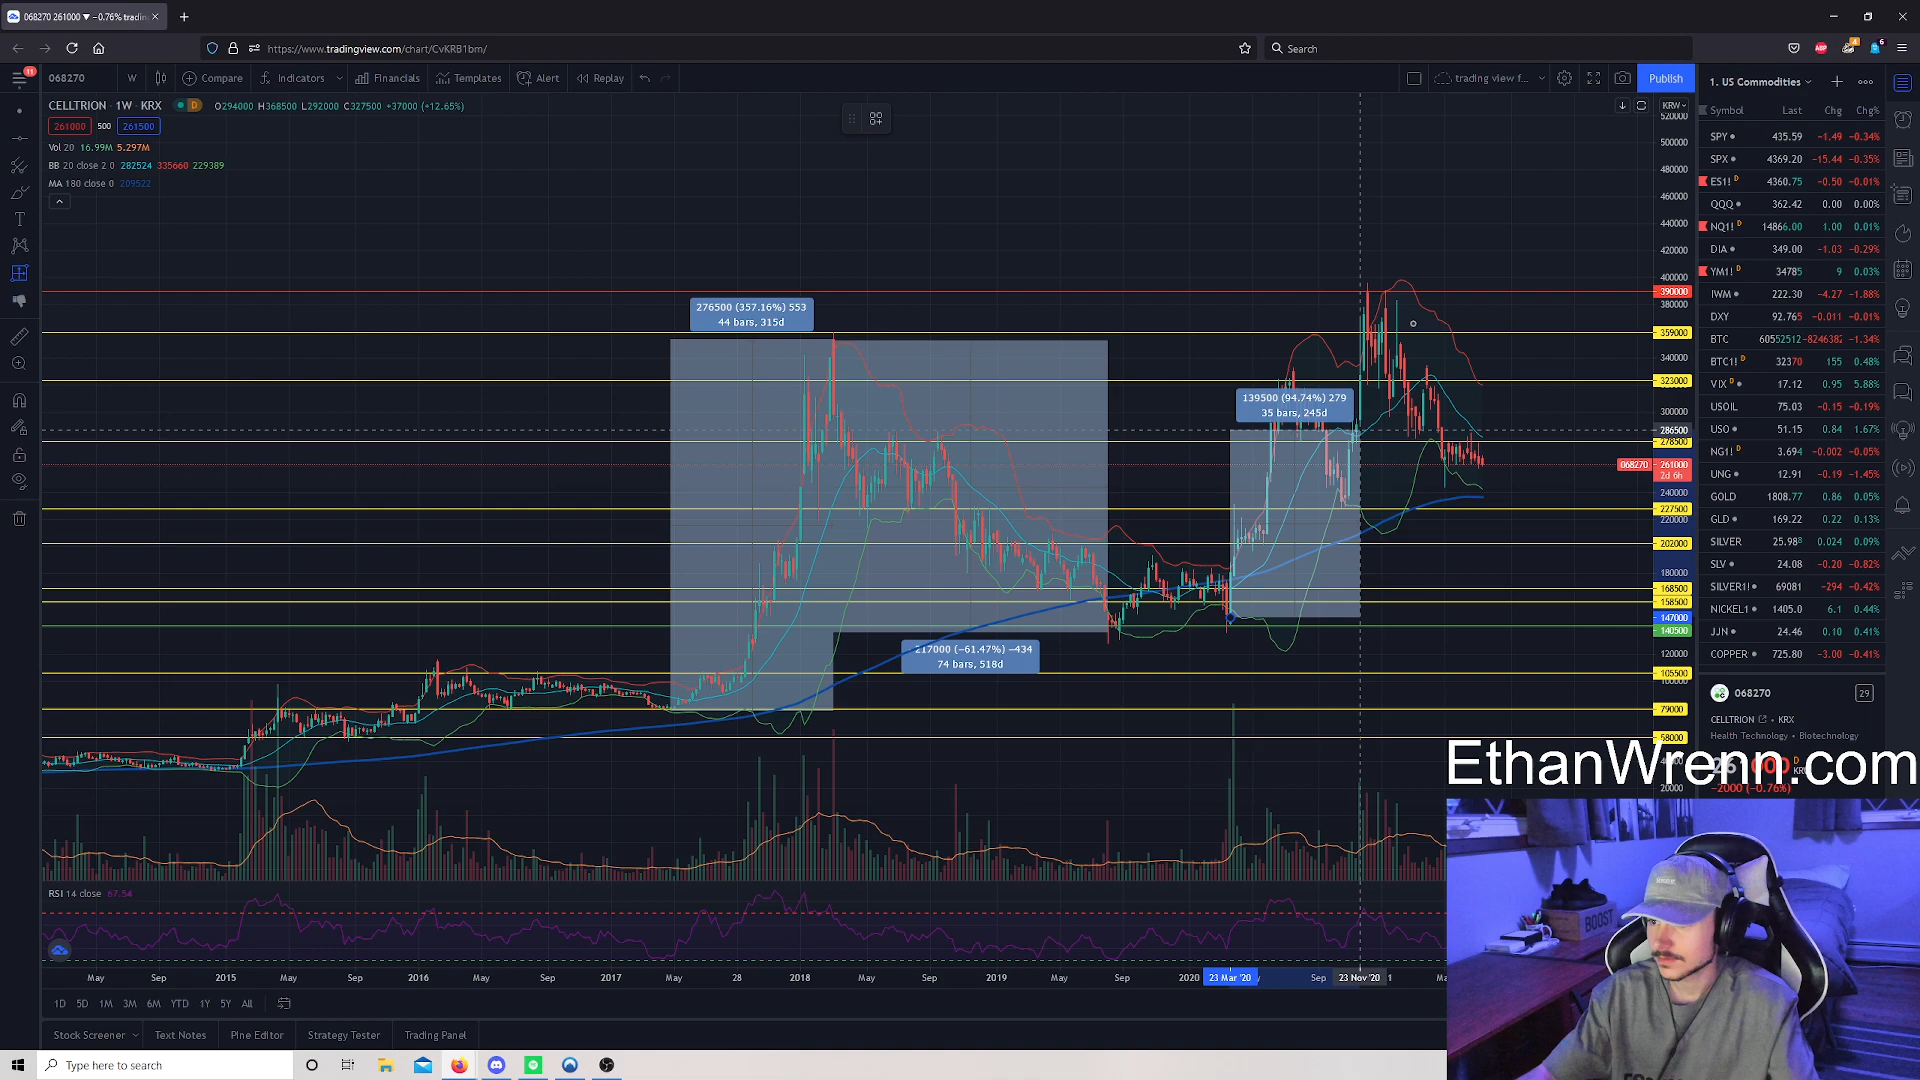 068270 261000 ▼ −0.76% tradin
https://www.tradingview.com/chart/CvKRB1bm/
Search
11
068270 W Compare Indicators Financials Templates Alert Replay
trading view f... Publish
CELLTRION · 1W · KRX D O294000 H368500 L292000 C327500 +37000 (+12.65%)
261000 500 261500
Vol 20 16.99M 5.297M
BB 20 close 2 0 282524 335660 229389
MA 180 close 0 209522
KRW
520000
500000
480000
460000
440000
420000
400000
390000
380000
359000
340000
323000
300000
286500
278500
068270 261000
2d 6h
240000
227500
220000
202000
180000
168500
158500
147000
140500
120000
105500
100000
79000
58000
20000
276500 (357.16%) 553
44 bars, 315d
139500 (94.74%) 279
35 bars, 245d
−217000 (−61.47%) −434
74 bars, 518d
RSI 14 close 67.54
May Sep 2015 May Sep 2016 May Sep 2017 May 28 2018 May Sep 2019 May Sep 2020 23 Mar '20 Sep 23 Nov '20
1D 5D 1M 3M 6M YTD 1Y 5Y All
Stock Screener Text Notes Pine Editor Strategy Tester Trading Panel
Type here to search
1. US Commodities
Symbol Last Chg Chg%
SPY 435.59 −1.49 −0.34%
SPX 4369.20 −15.44 −0.35%
ES1! D 4360.75 −0.50 −0.01%
QQQ 362.42 0.00 0.00%
NQ1! D 14866.00 1.00 0.01%
DIA 349.00 −1.03 −0.29%
YM1! D 34785 9 0.03%
IWM 222.30 −4.27 −1.88%
DXY 92.765 −0.011 −0.01%
BTC 60552512 −8246382 −1.34%
BTC1! D 32370 155 0.48%
VIX D 17.12 0.95 5.88%
USOIL 75.03 −0.15 −0.19%
USO 51.15 0.84 1.67%
NG1! D 3.694 −0.002 −0.05%
UNG 12.91 −0.19 −1.45%
GOLD 1808.77 0.86 0.05%
GLD 169.22 0.22 0.13%
SILVER 25.988 0.024 0.09%
SLV 24.08 −0.20 −0.82%
SILVER1! 69081 −294 −0.42%
NICKEL1 1405.0 6.1 0.44%
JJN 24.46 0.10 0.41%
COPPER 725.80 −3.00 −0.41%
068270 29
CELLTRION · KRX
Health Technology · Biotechnology
EthanWrenn.com
−2000 (−0.76%)
BOOST